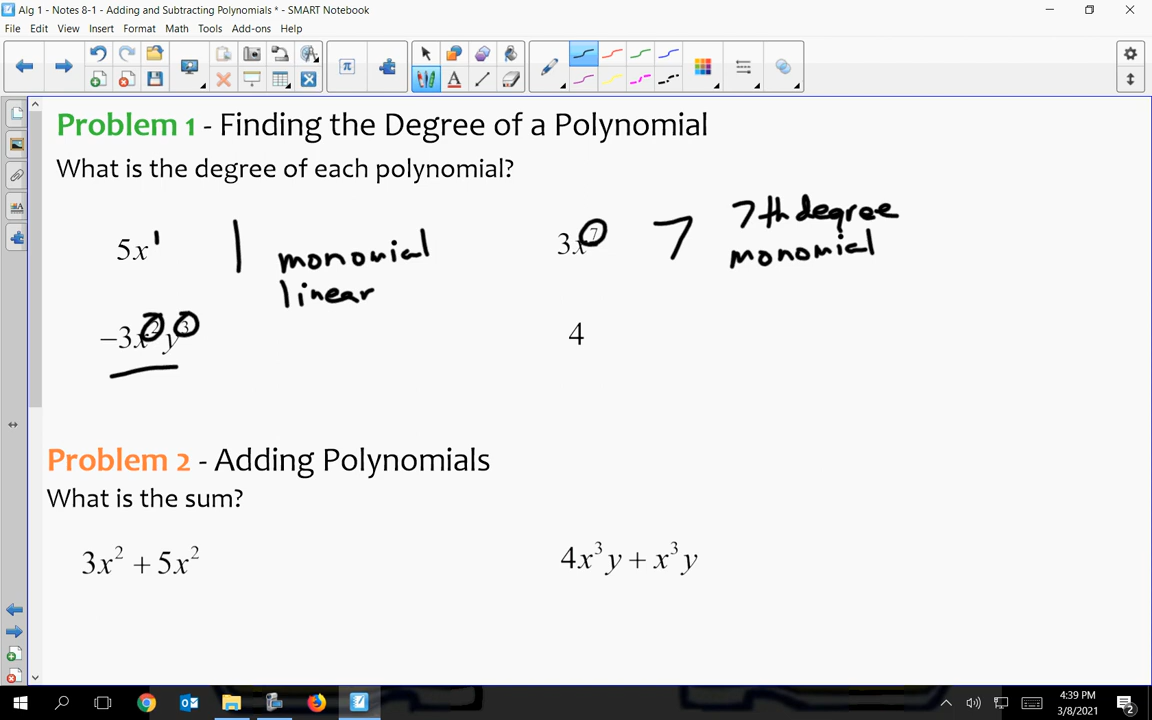 Alg 1 - Notes 8-1 - Adding and Subtracting Polynomials * - SMART Notebook
File Edit View Insert Format Math Tools Add-ons Help
Problem 1 - Finding the Degree of a Polynomial
What is the degree of each polynomial?
5x¹ 1 monomial linear
3x⁷ 7 7th degree monomial
−3x²y³
4
Problem 2 - Adding Polynomials
What is the sum?
3x² + 5x²
4x³y + x³y
4:39 PM
3/8/2021
2